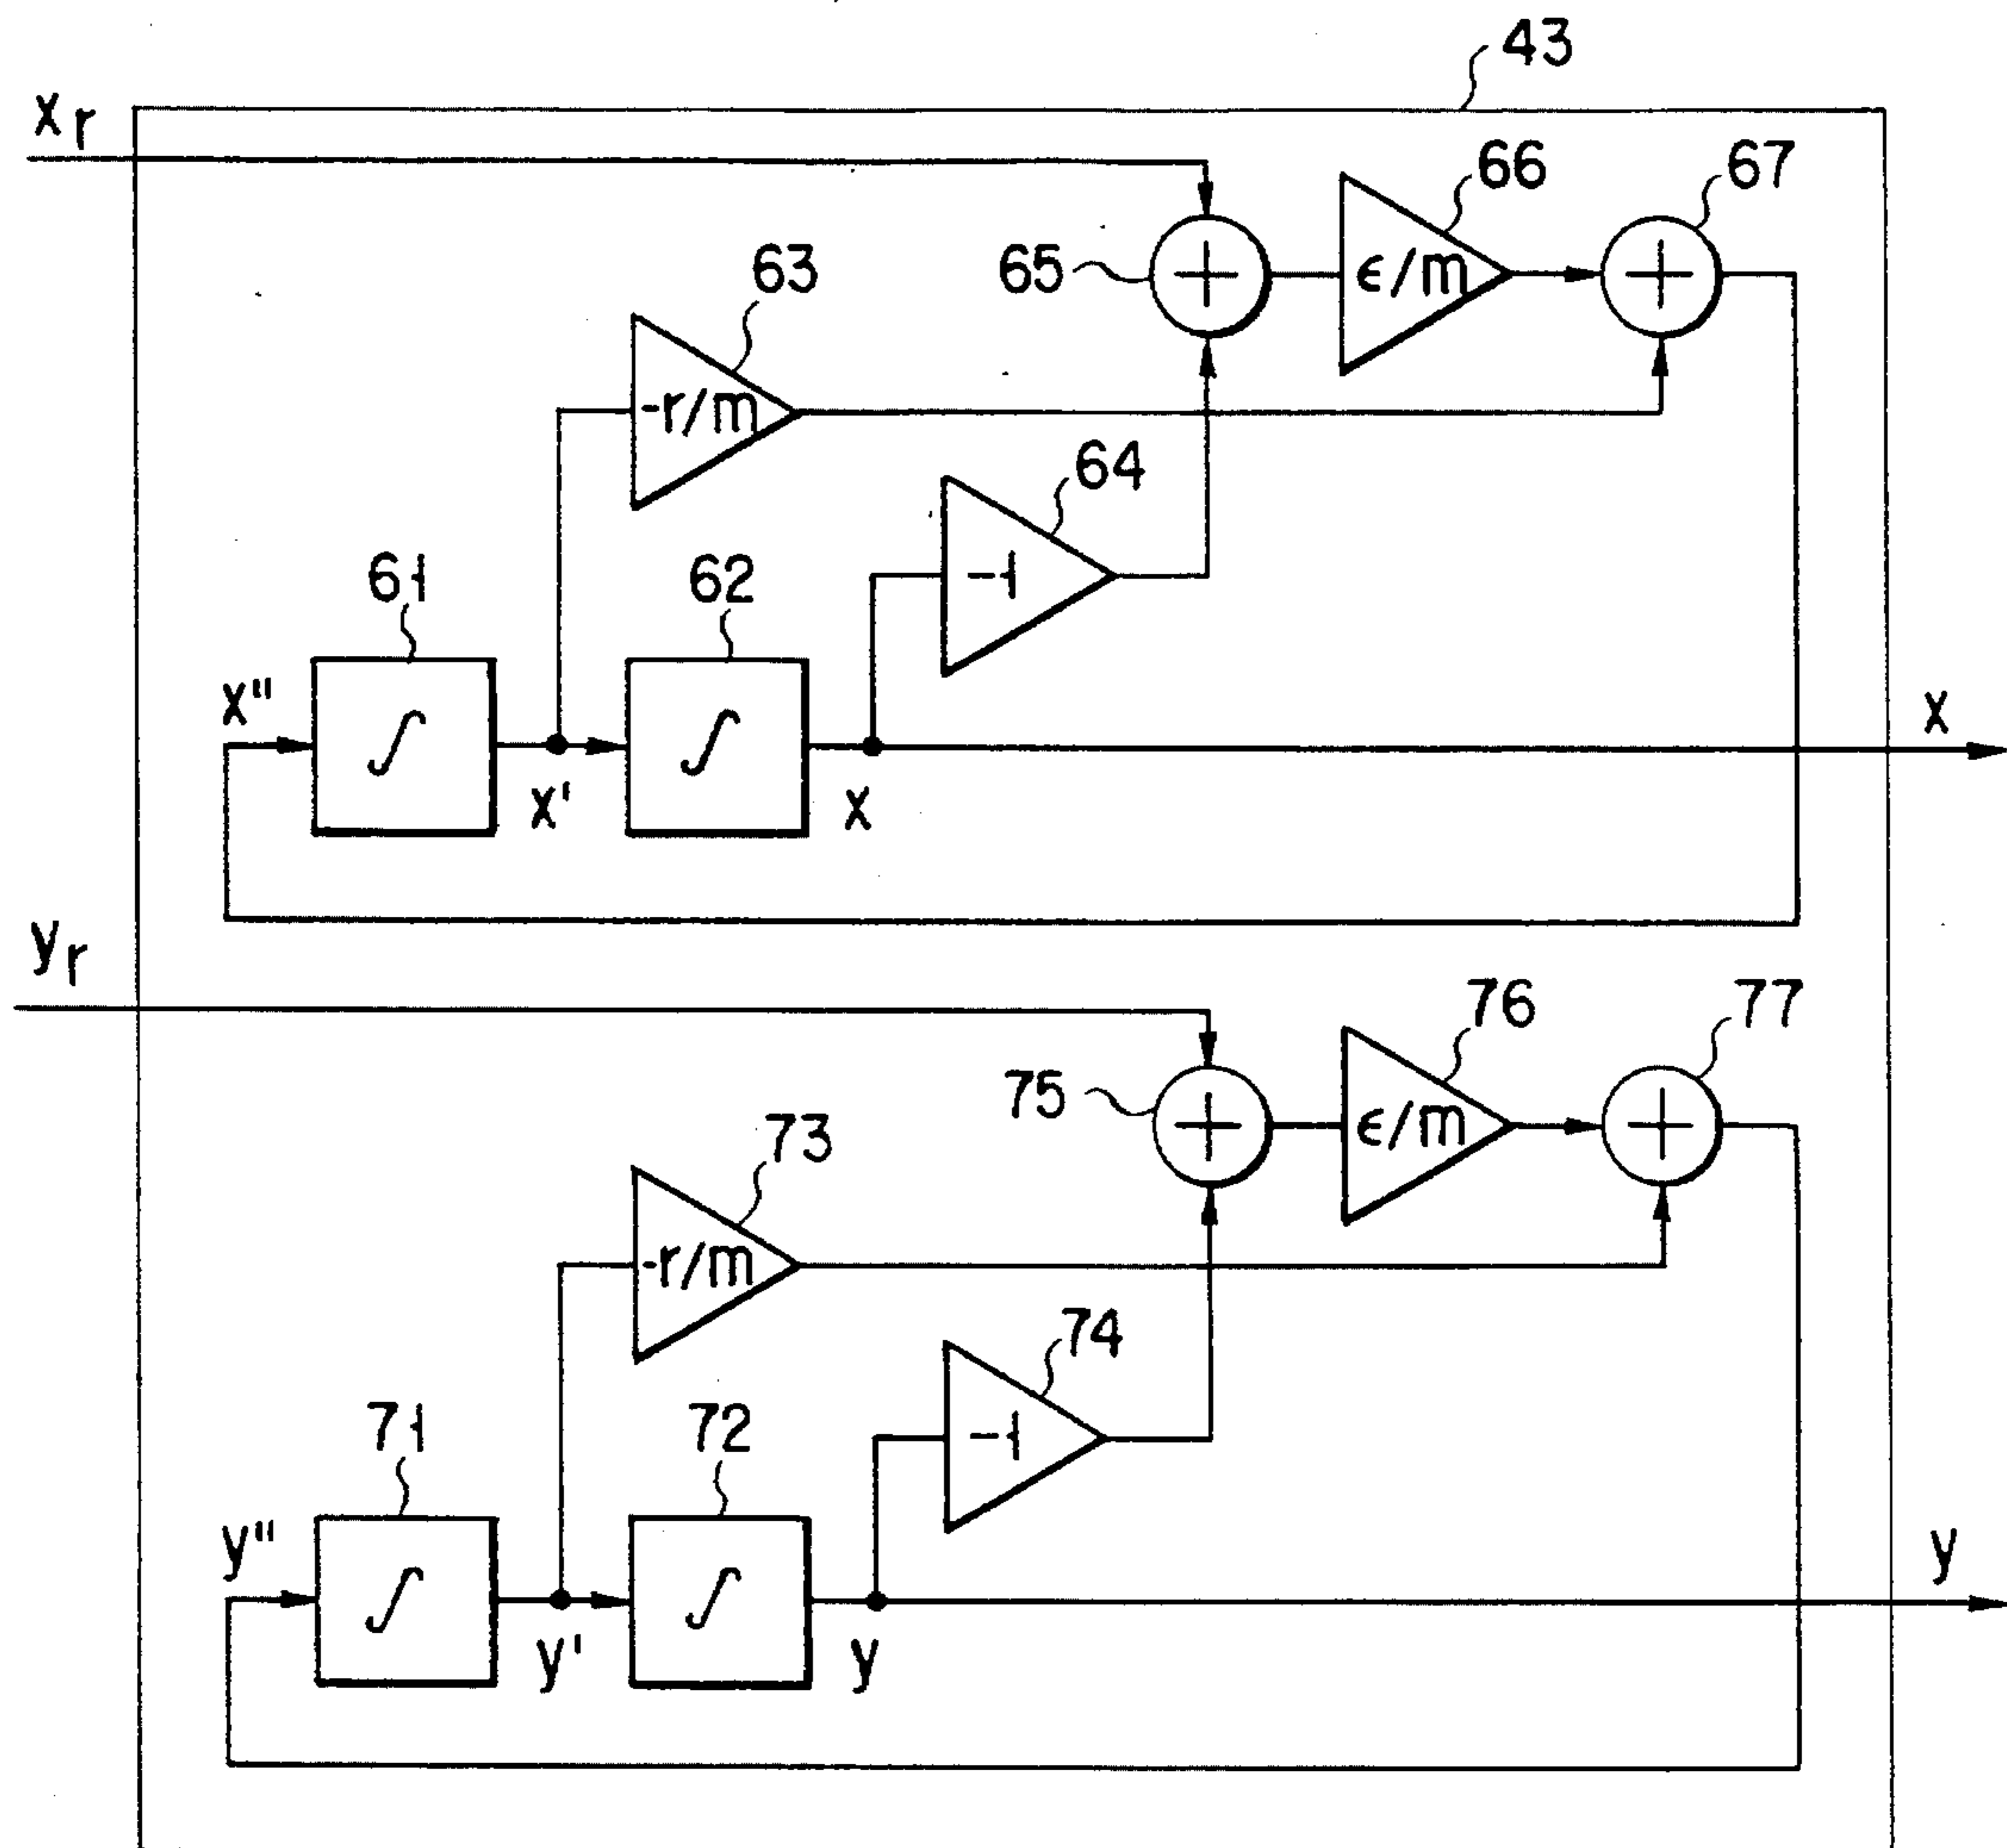 43
xr
66
67
63
65
ϵ/m
+
+
-r/m
64
61
62
-1
x"
∫
∫
x
x'
x
yr
76
77
75
ϵ/m
+
+
73
-r/m
74
71
72
-1
y"
∫
∫
y
y'
y